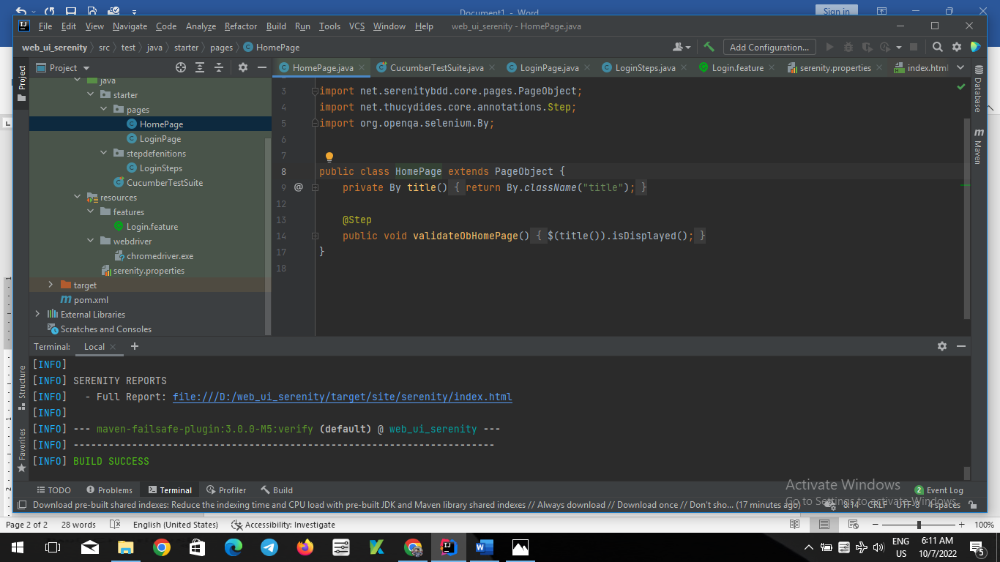 Document1 - Word
Sign in
File Edit View Navigate Code Analyze Refactor Build Run Tools VCS Window Help web_ui_serenity - HomePage.java
web_ui_serenity src test java starter pages HomePage
Add Configuration...
Project
Project
HomePage.java CucumberTestSuite.java LoginPage.java LoginSteps.java Login.feature serenity.properties index.html
java
starter
pages
HomePage
LoginPage
stepdefenitions
LoginSteps
CucumberTestSuite
resources
features
Login.feature
webdriver
chromedriver.exe
serenity.properties
target
pom.xml
External Libraries
Scratches and Consoles
3 import net.serenitybdd.core.pages.PageObject;
4 import net.thucydides.core.annotations.Step;
5 import org.openqa.selenium.By;
6
7
8 public class HomePage extends PageObject {
9 @ private By title() { return By.className("title"); }
12
13 @Step
14 public void validateObHomePage() { $(title()).isDisplayed(); }
17 }
18
Database
Maven
Structure
Favorites
Terminal: Local +
[INFO]
[INFO] SERENITY REPORTS
[INFO]   - Full Report: file:///D:/web_ui_serenity/target/site/serenity/index.html
[INFO]
[INFO] --- maven-failsafe-plugin:3.0.0-M5:verify (default) @ web_ui_serenity ---
[INFO] ------------------------------------------------------------------------
[INFO] BUILD SUCCESS
TODO Problems Terminal Profiler Build
2 Event Log
Activate Windows
Go to Settings to activate Windows.
Download pre-built shared indexes: Reduce the indexing time and CPU load with pre-built JDK and Maven library shared indexes // Always download // Download once // Don't sho... (17 minutes ago) 8:14 CRLF UTF-8 4 spaces
Page 2 of 2 28 words English (United States) Accessibility: Investigate
100%
ENG 6:11 AM
US 10/7/2022
5